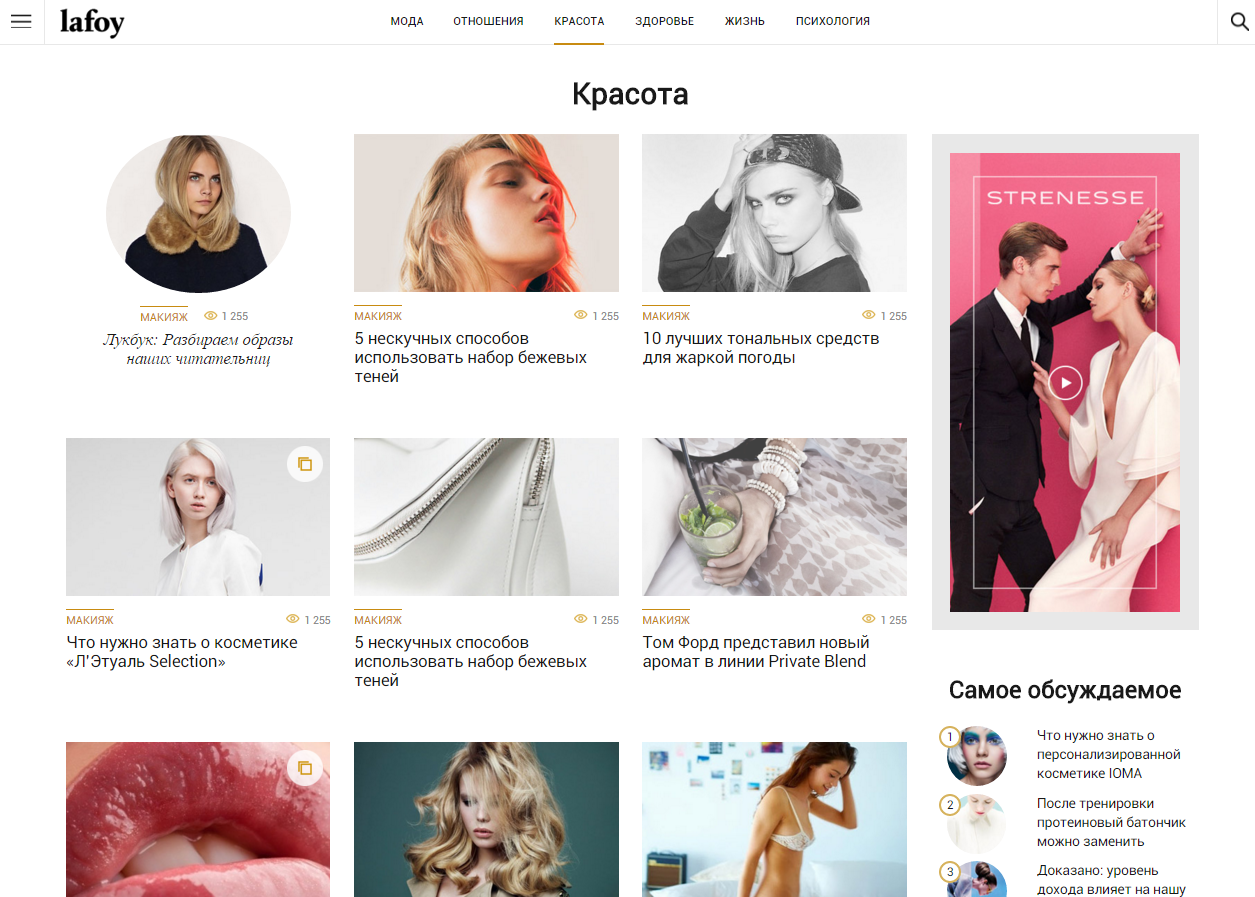 lafoy
МОДА
ОТНОШЕНИЯ
КРАСОТА
ЗДОРОВЬЕ
ЖИЗНЬ
ПСИХОЛОГИЯ
Красота
МАКИЯЖ
1 255
Лукбук: Разбираем образы
наших читательниц
МАКИЯЖ
1 255
5 нескучных способов
использовать набор бежевых
теней
МАКИЯЖ
1 255
10 лучших тональных средств
для жаркой погоды
STRENESSE
МАКИЯЖ
1 255
Что нужно знать о косметике
«Л'Этуаль Selection»
МАКИЯЖ
1 255
5 нескучных способов
использовать набор бежевых
теней
МАКИЯЖ
1 255
Том Форд представил новый
аромат в линии Private Blend
Самое обсуждаемое
1
Что нужно знать о
персонализированной
косметике IOMA
2
После тренировки
протеиновый батончик
можно заменить
3
Доказано: уровень
дохода влияет на нашу